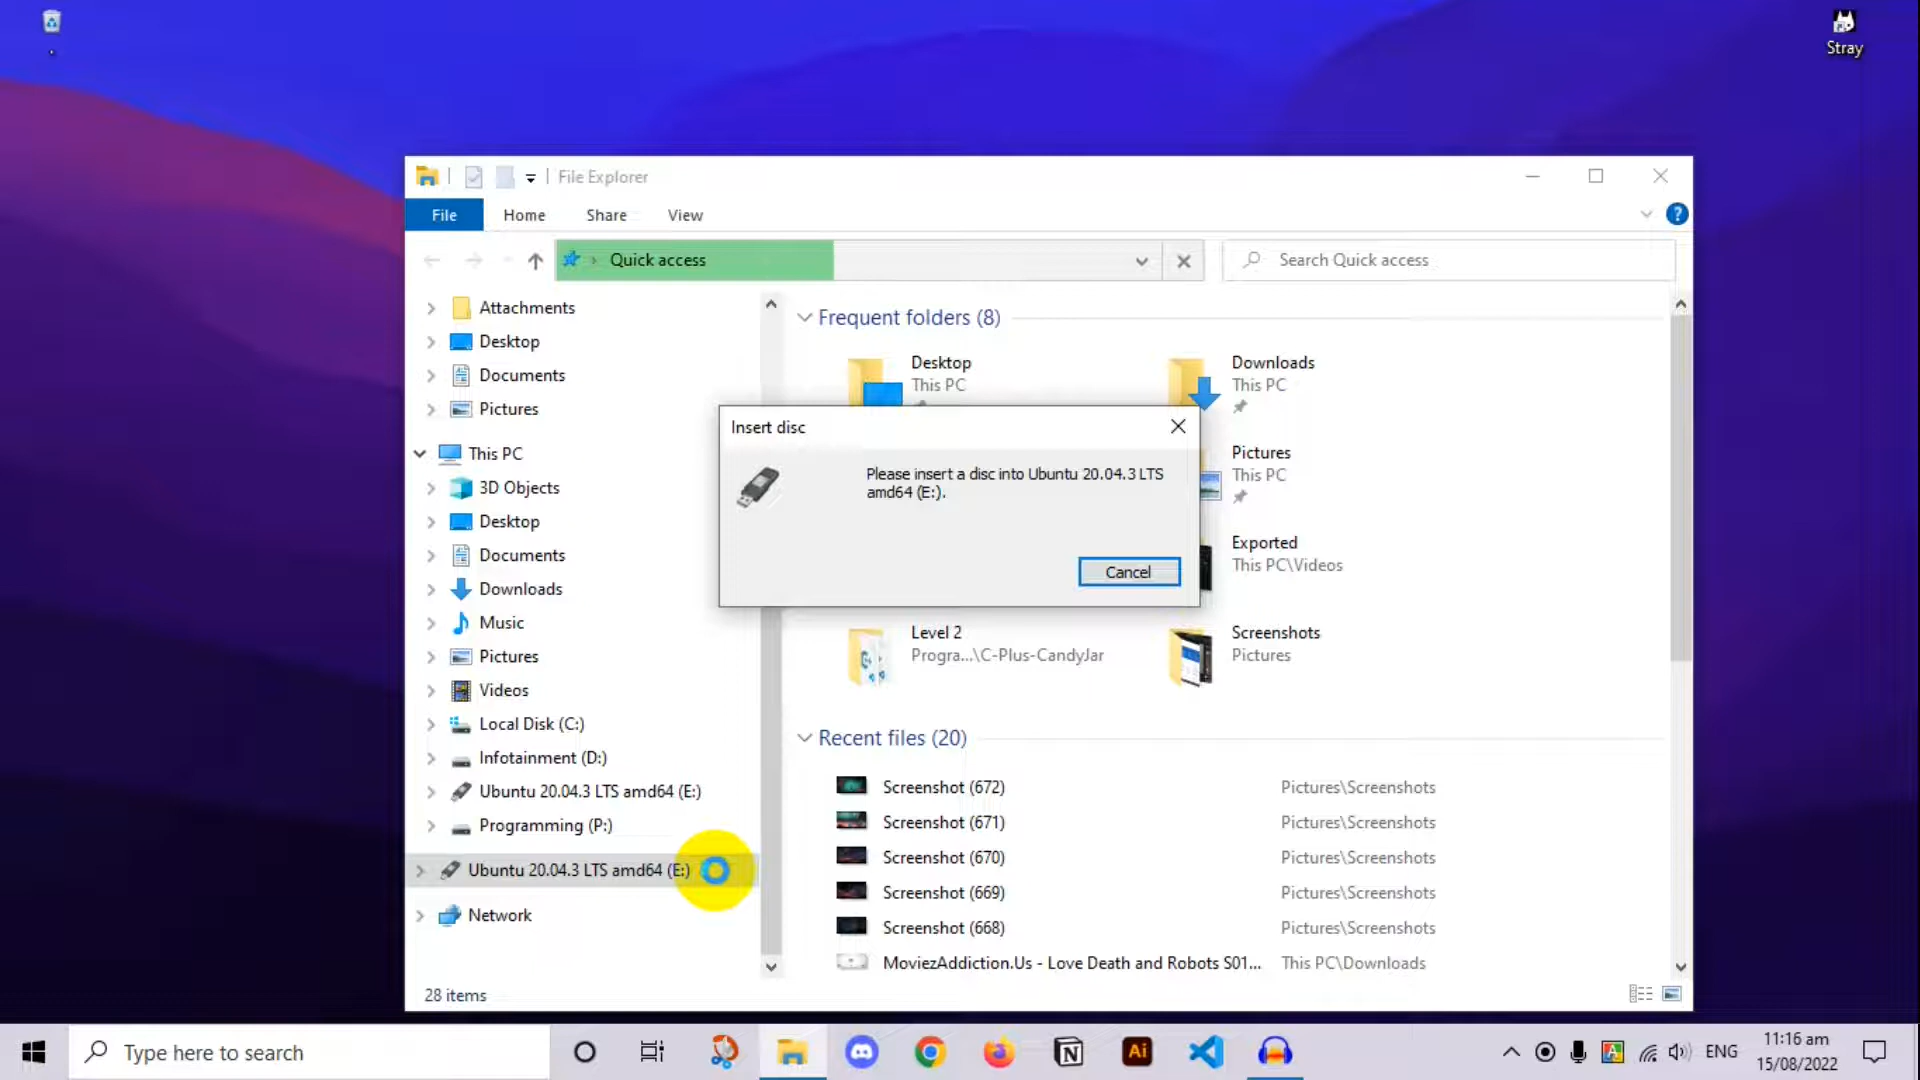 Stray
File Explorer
File
Home
Share
View
?
Quick access
Search Quick access
Attachments
Desktop
Documents
Pictures
This PC
3D Objects
Desktop
Documents
Downloads
Music
Pictures
Videos
Local Disk (C:)
Infotainment (D:)
Ubuntu 20.04.3 LTS amd64 (E:)
Programming (P:)
Ubuntu 20.04.3 LTS amd64 (E:)
Network
Frequent folders (8)
Desktop
This PC
Downloads
This PC
Pictures
This PC
Exported
This PC\Videos
Level 2
Progra...\C-Plus-CandyJar
Screenshots
Pictures
Insert disc
Please insert a disc into Ubuntu 20.04.3 LTS
amd64 (E:).
Cancel
Recent files (20)
Screenshot (672)
Pictures\Screenshots
Screenshot (671)
Pictures\Screenshots
Screenshot (670)
Pictures\Screenshots
Screenshot (669)
Pictures\Screenshots
Screenshot (668)
Pictures\Screenshots
MoviezAddiction.Us - Love Death and Robots S01...
This PC\Downloads
28 items
Type here to search
Ai
ENG
11:16 am
15/08/2022